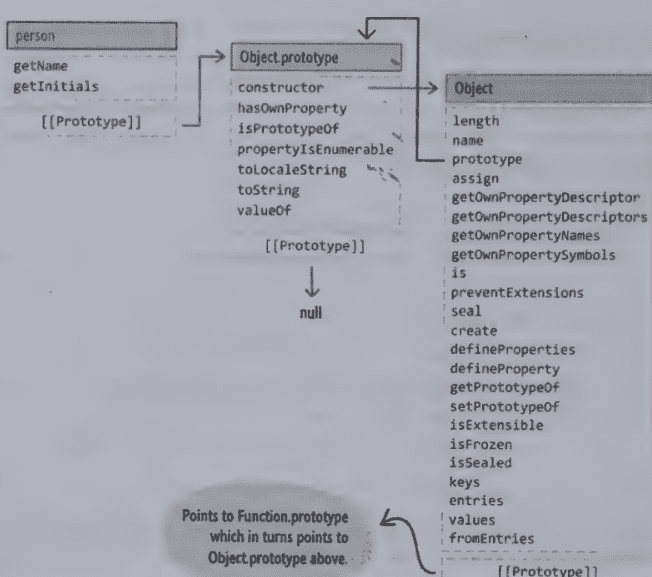 person
getName
getInitials
[[Prototype]]
Object.prototype
constructor
hasOwnProperty
isPrototypeOf
propertyIsEnumerable
toLocaleString
toString
valueOf
[[Prototype]]
null
Object
length
name
prototype
assign
getOwnPropertyDescriptor
getOwnPropertyDescriptors
getOwnPropertyNames
getOwnPropertySymbols
is
preventExtensions
seal
create
defineProperties
defineProperty
getPrototypeOf
setPrototypeOf
isExtensible
isFrozen
isSealed
keys
entries
values
fromEntries
[[Prototype]]
Points to Function.prototype
which in turns points to
Object.prototype above.